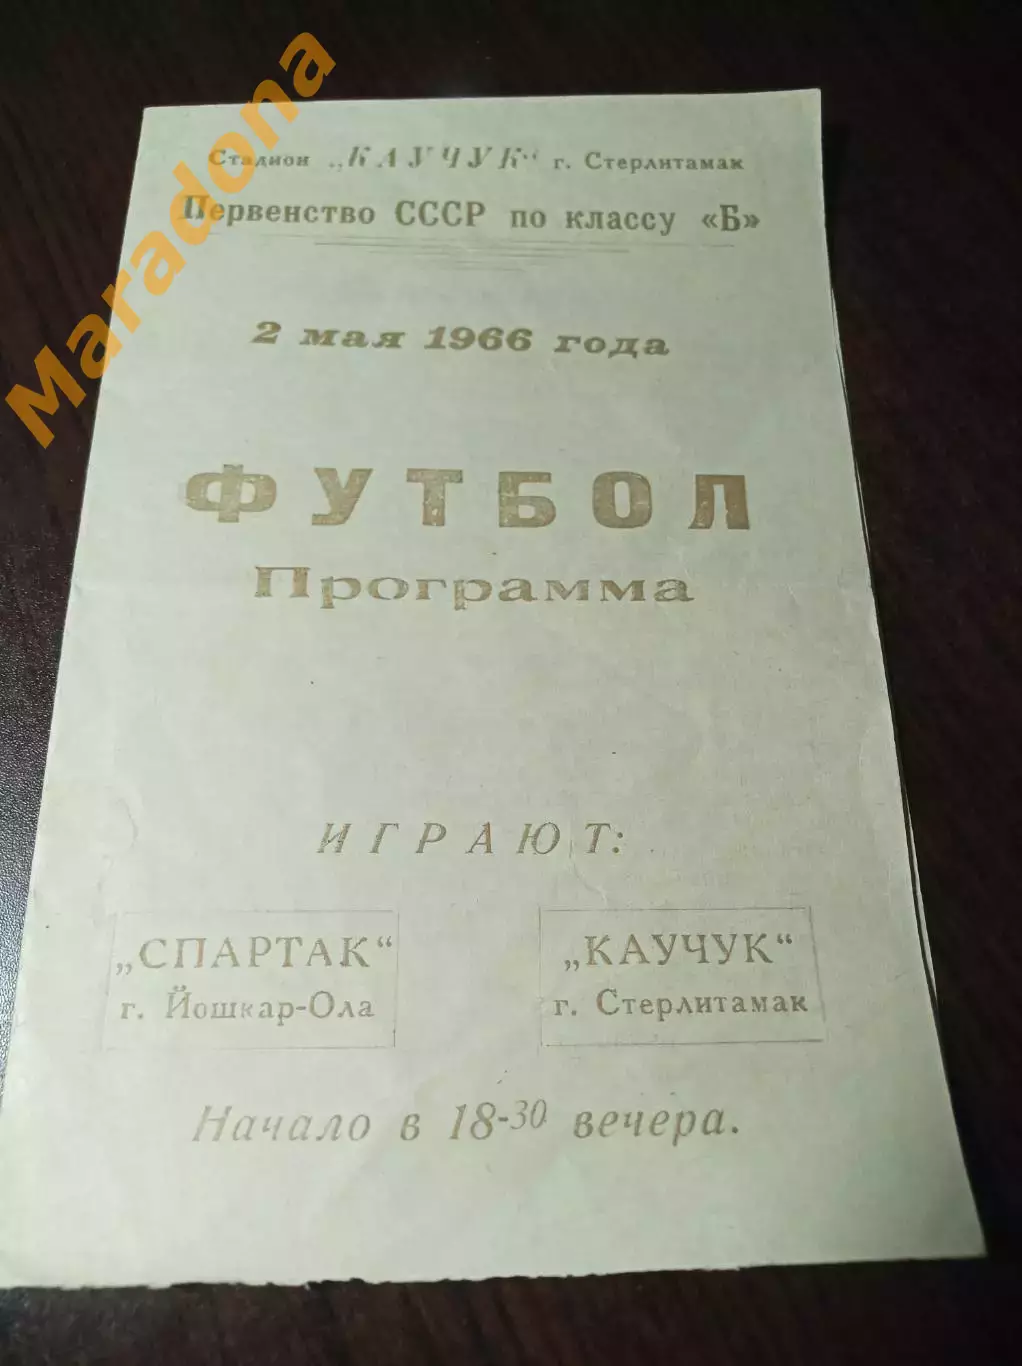 Maradona
Стадион „КАУЧУК“ г. Стерлитамак
Первенство СССР по классу «Б»
2 мая 1966 года
ФУТБОЛ
Программа
ИГРАЮТ:
„СПАРТАК“
г. Йошкар-Ола
„КАУЧУК“
г. Стерлитамак
Начало в 18-30 вечера.